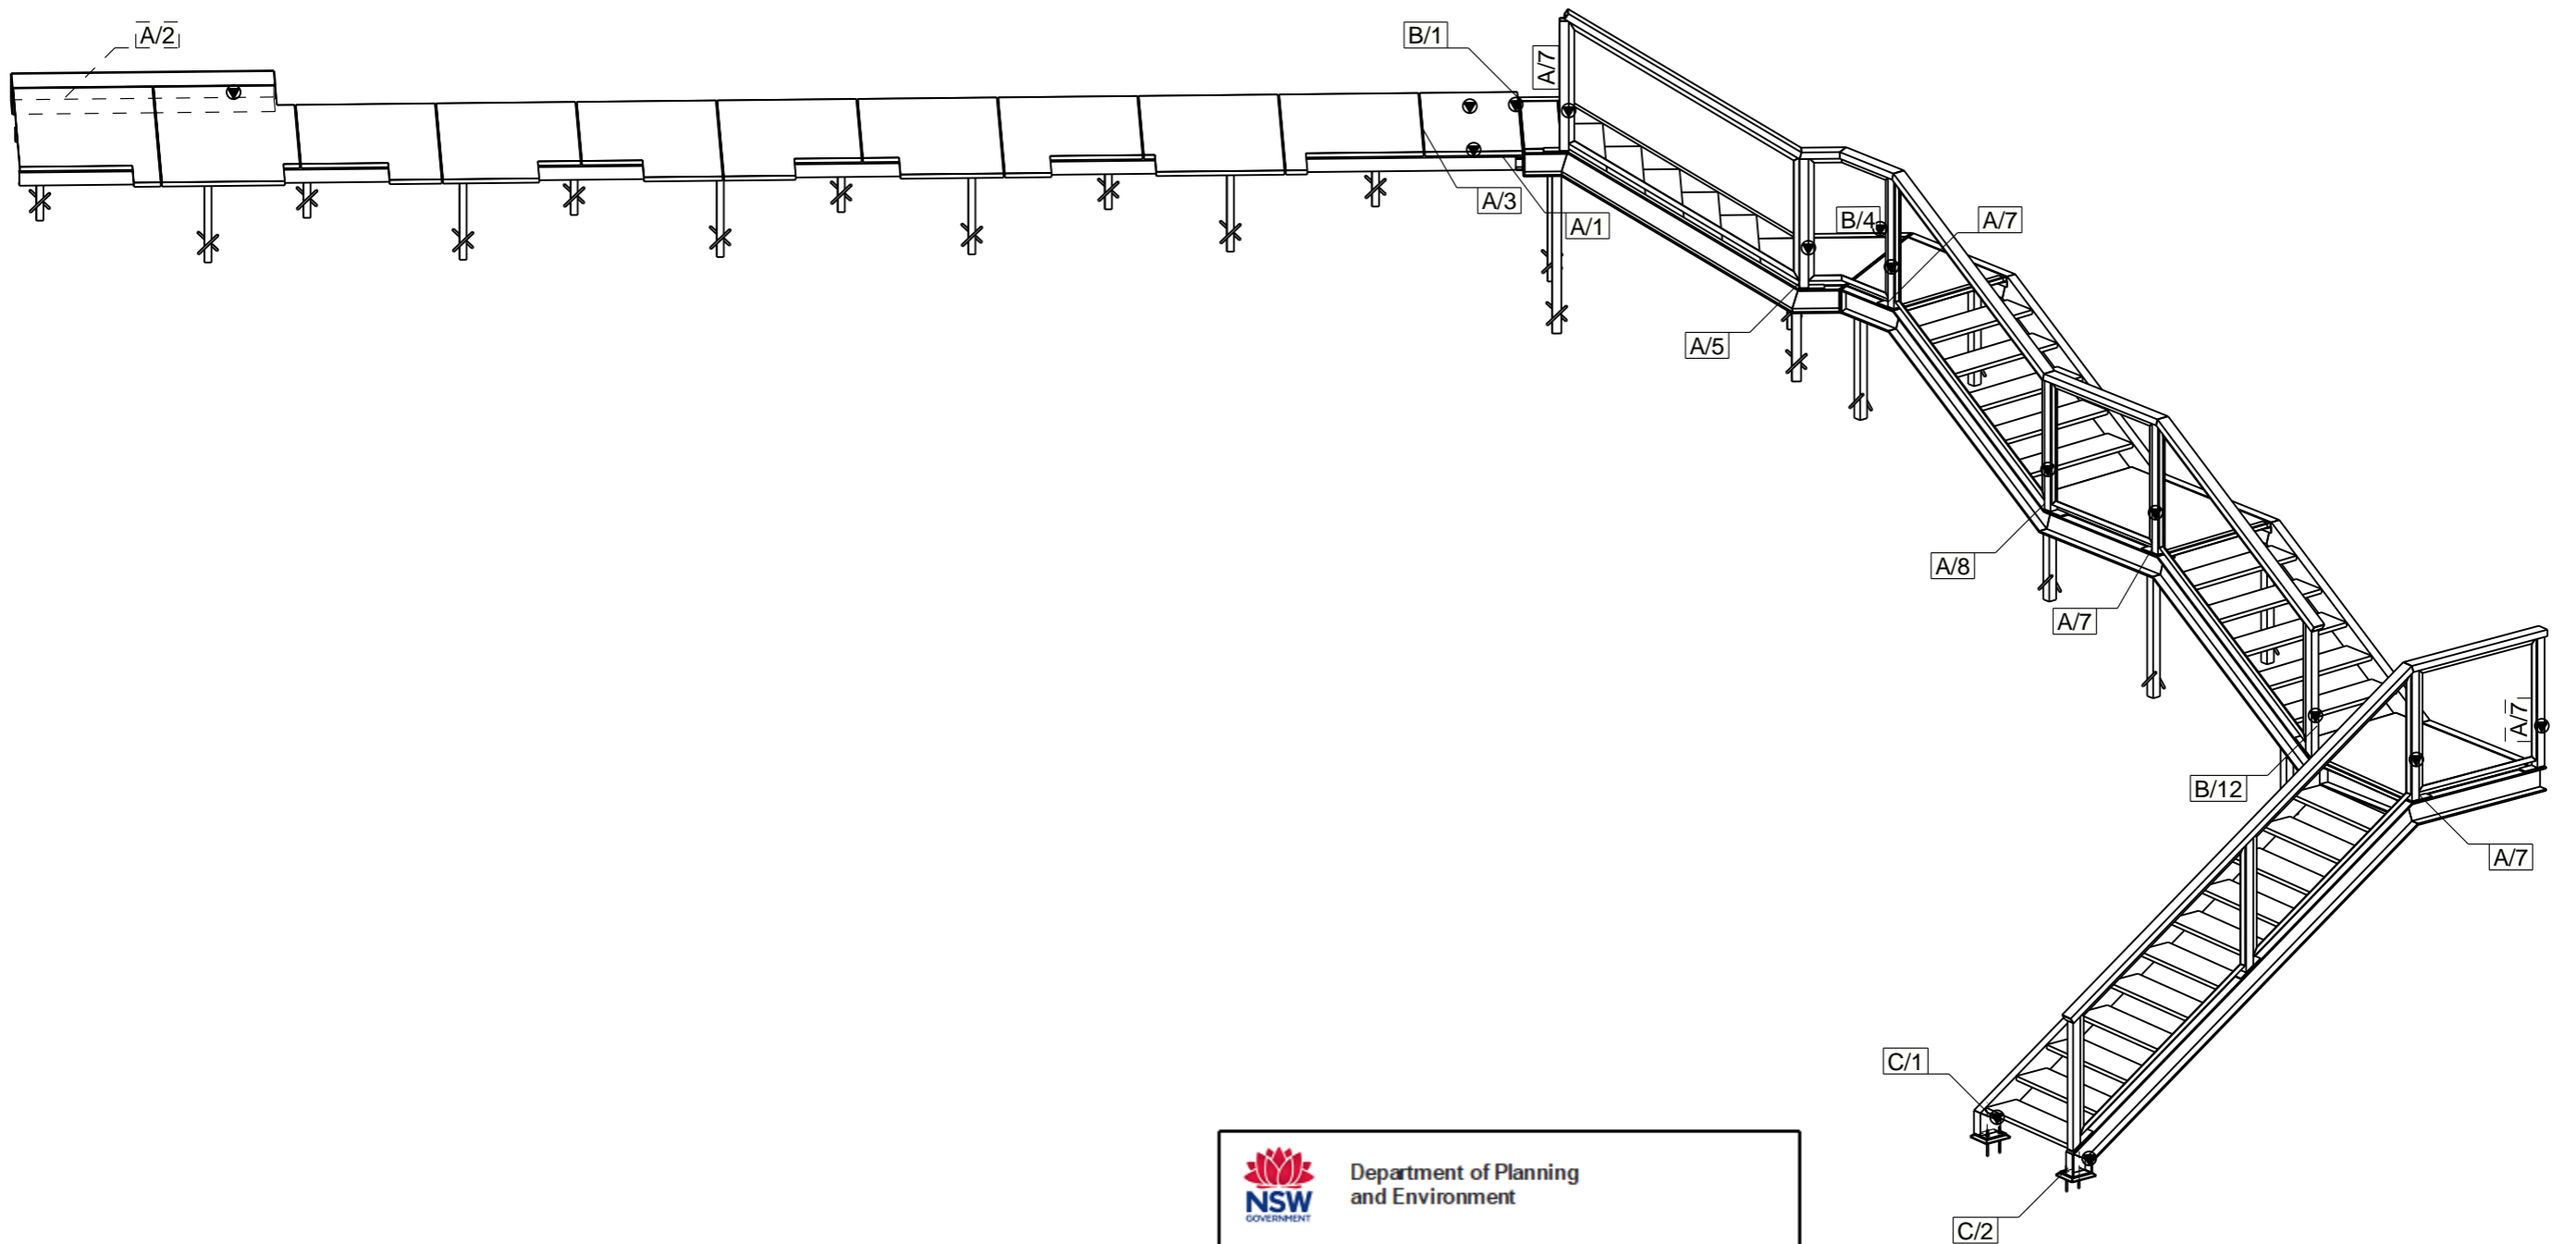 A/2
B/1
A/7
A/3
A/1
B/4
A/7
A/5
A/8
A/7
A/7
B/12
A/7
C/1
C/2
Department of Planning
and Environment
NSW
GOVERNMENT